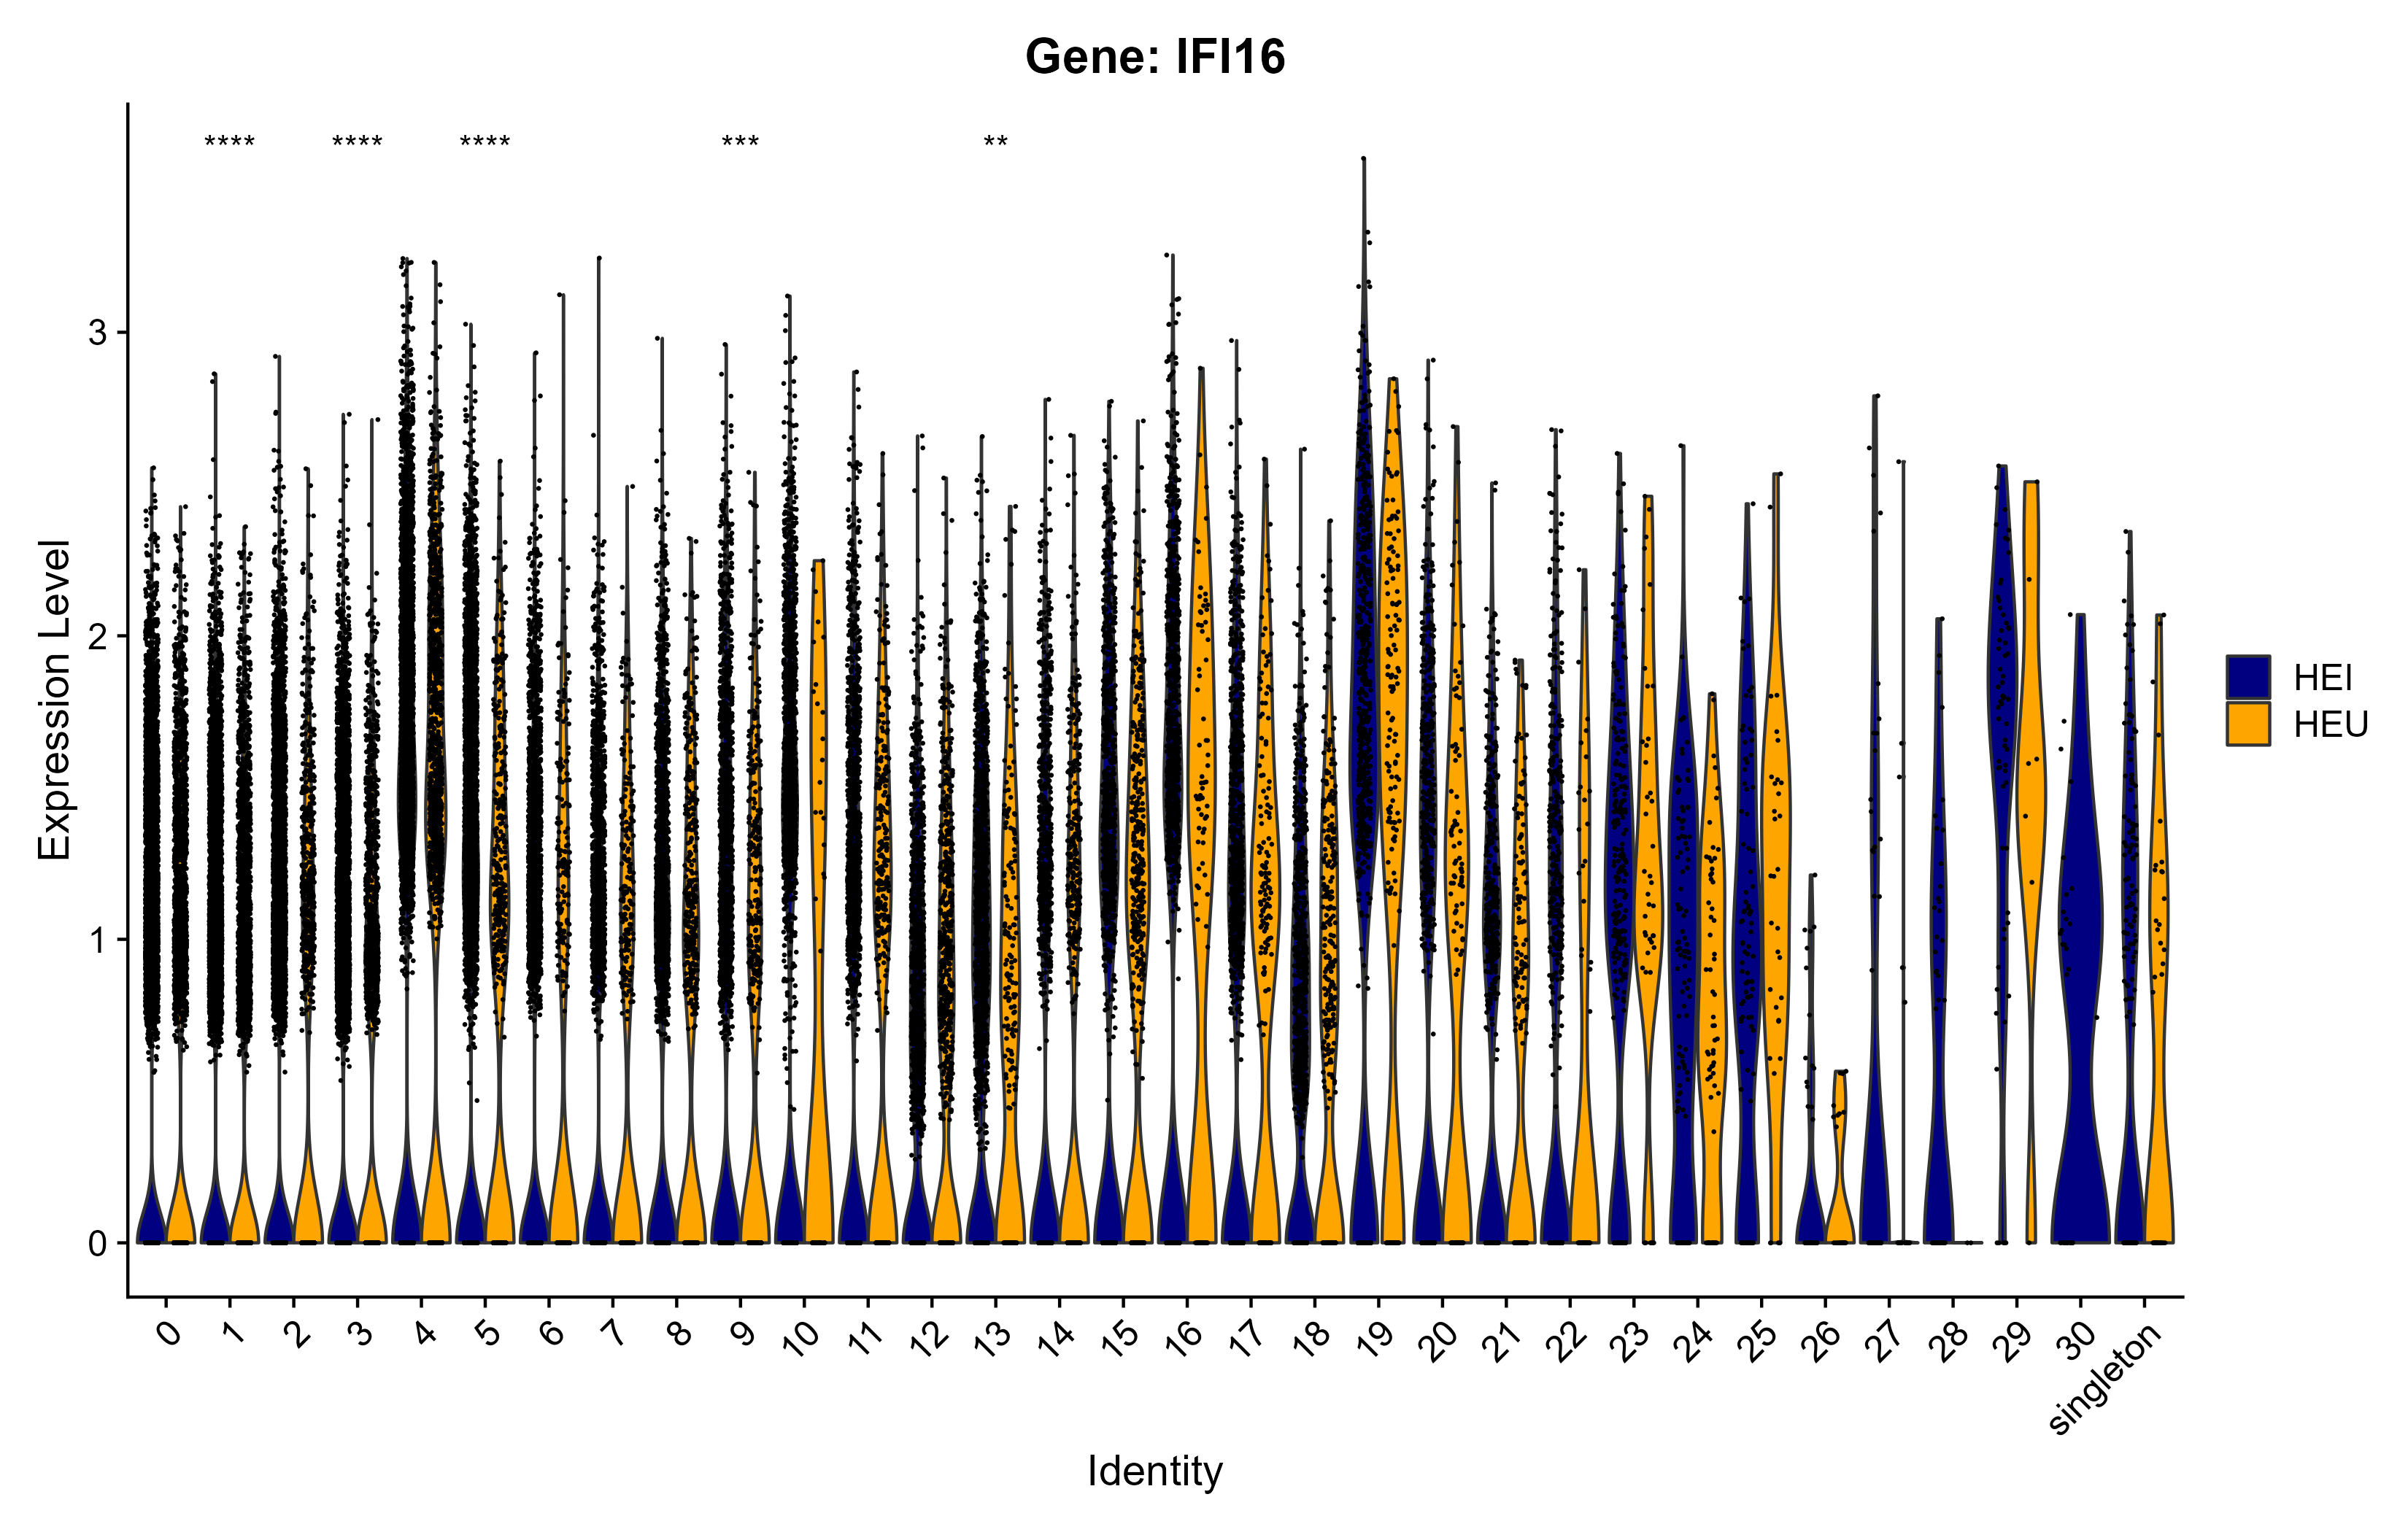 Gene: IFI16
**** **** **** *** **
Expression Level
3
2
1
0
HEI
HEU
0 1 2 3 4 5 6 7 8 9 10 11 12 13 14 15 16 17 18 19 20 21 22 23 24 25 26 27 28 29 30 singleton
Identity